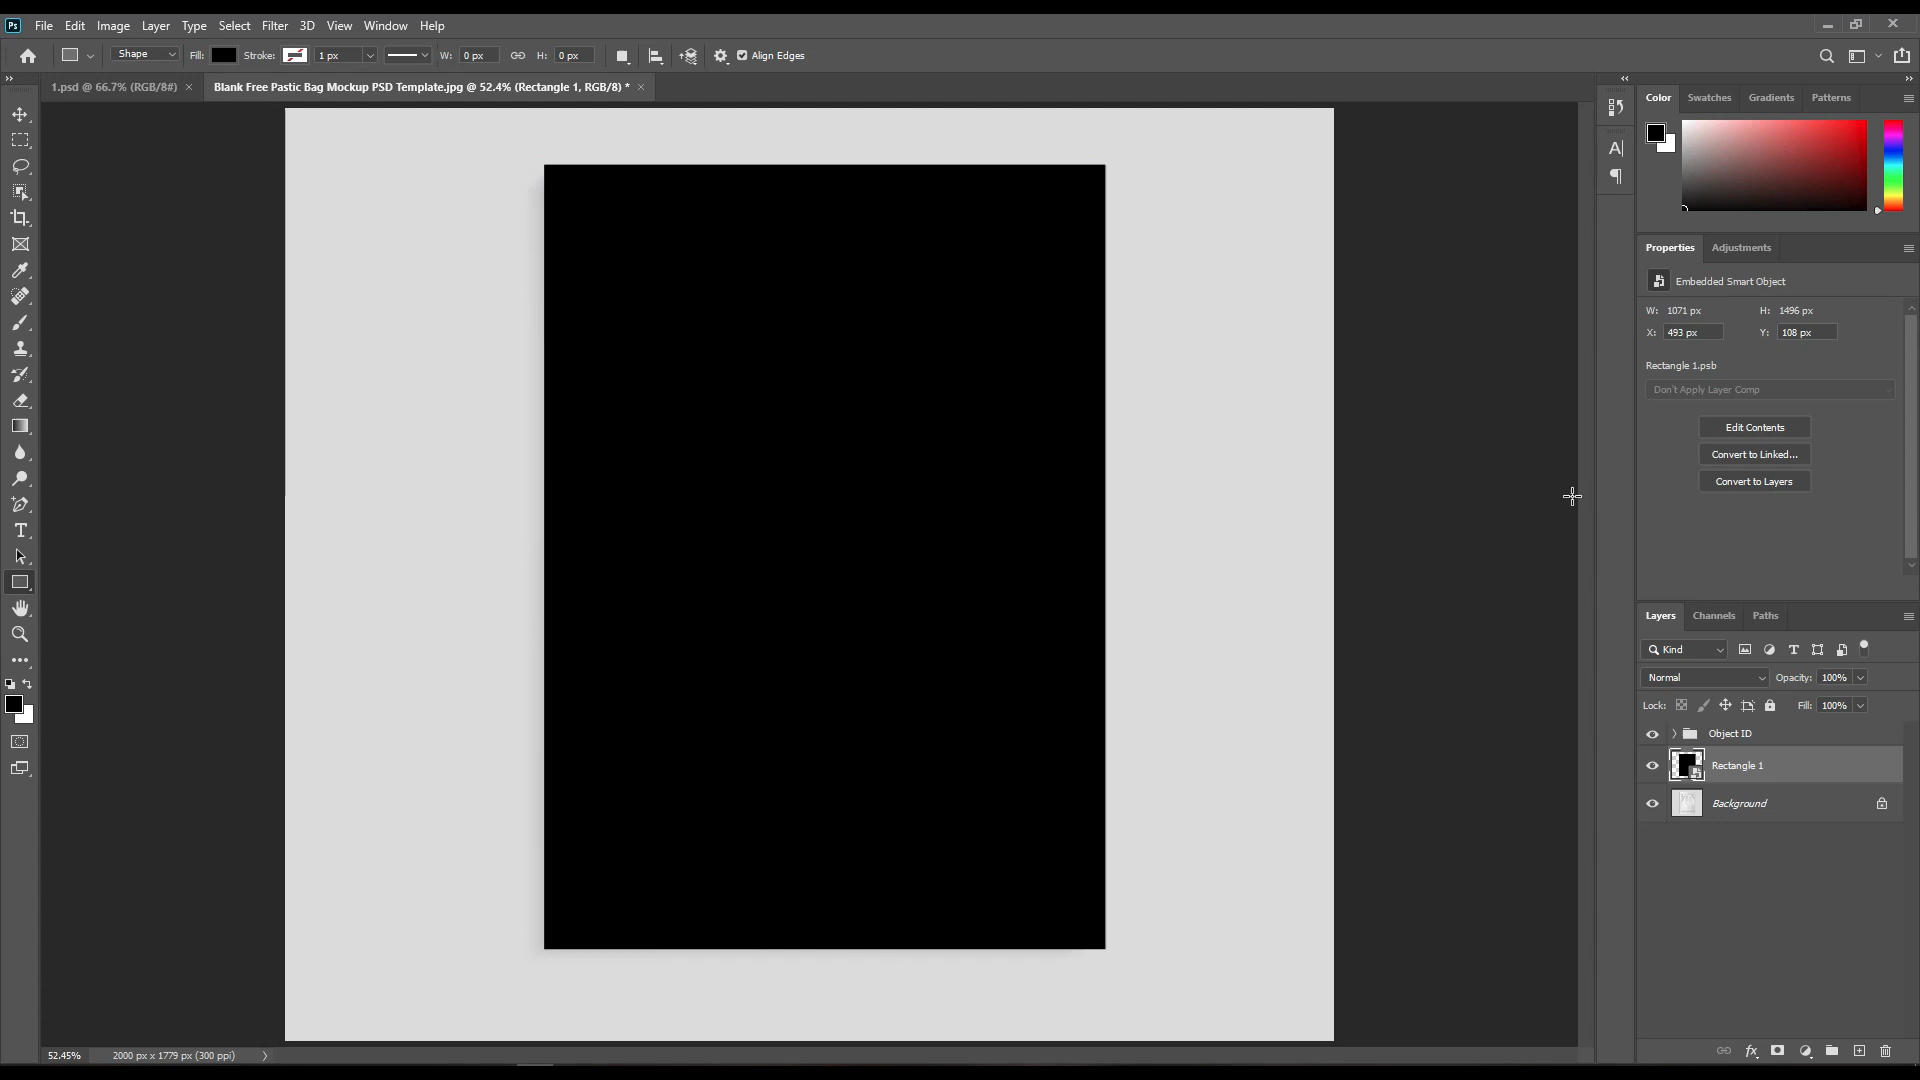 Ps File Edit Image Layer Type Select Filter 3D View Window Help
Shape Fill: Stroke: 1 px W: 0 px H: 0 px Align Edges
1.psd @ 66.7% (RGB/8#) × Blank Free Pastic Bag Mockup PSD Template.jpg @ 52.4% (Rectangle 1, RGB/8) * ×
Color Swatches Gradients Patterns
Properties Adjustments
Embedded Smart Object
W: 1071 px H: 1496 px
X: 493 px Y: 108 px
Rectangle 1.psb
Don't Apply Layer Comp
Edit Contents
Convert to Linked...
Convert to Layers
Layers Channels Paths
Kind
Normal Opacity: 100%
Lock: Fill: 100%
Object ID
Rectangle 1
Background
52.45% 2000 px x 1779 px (300 ppi)